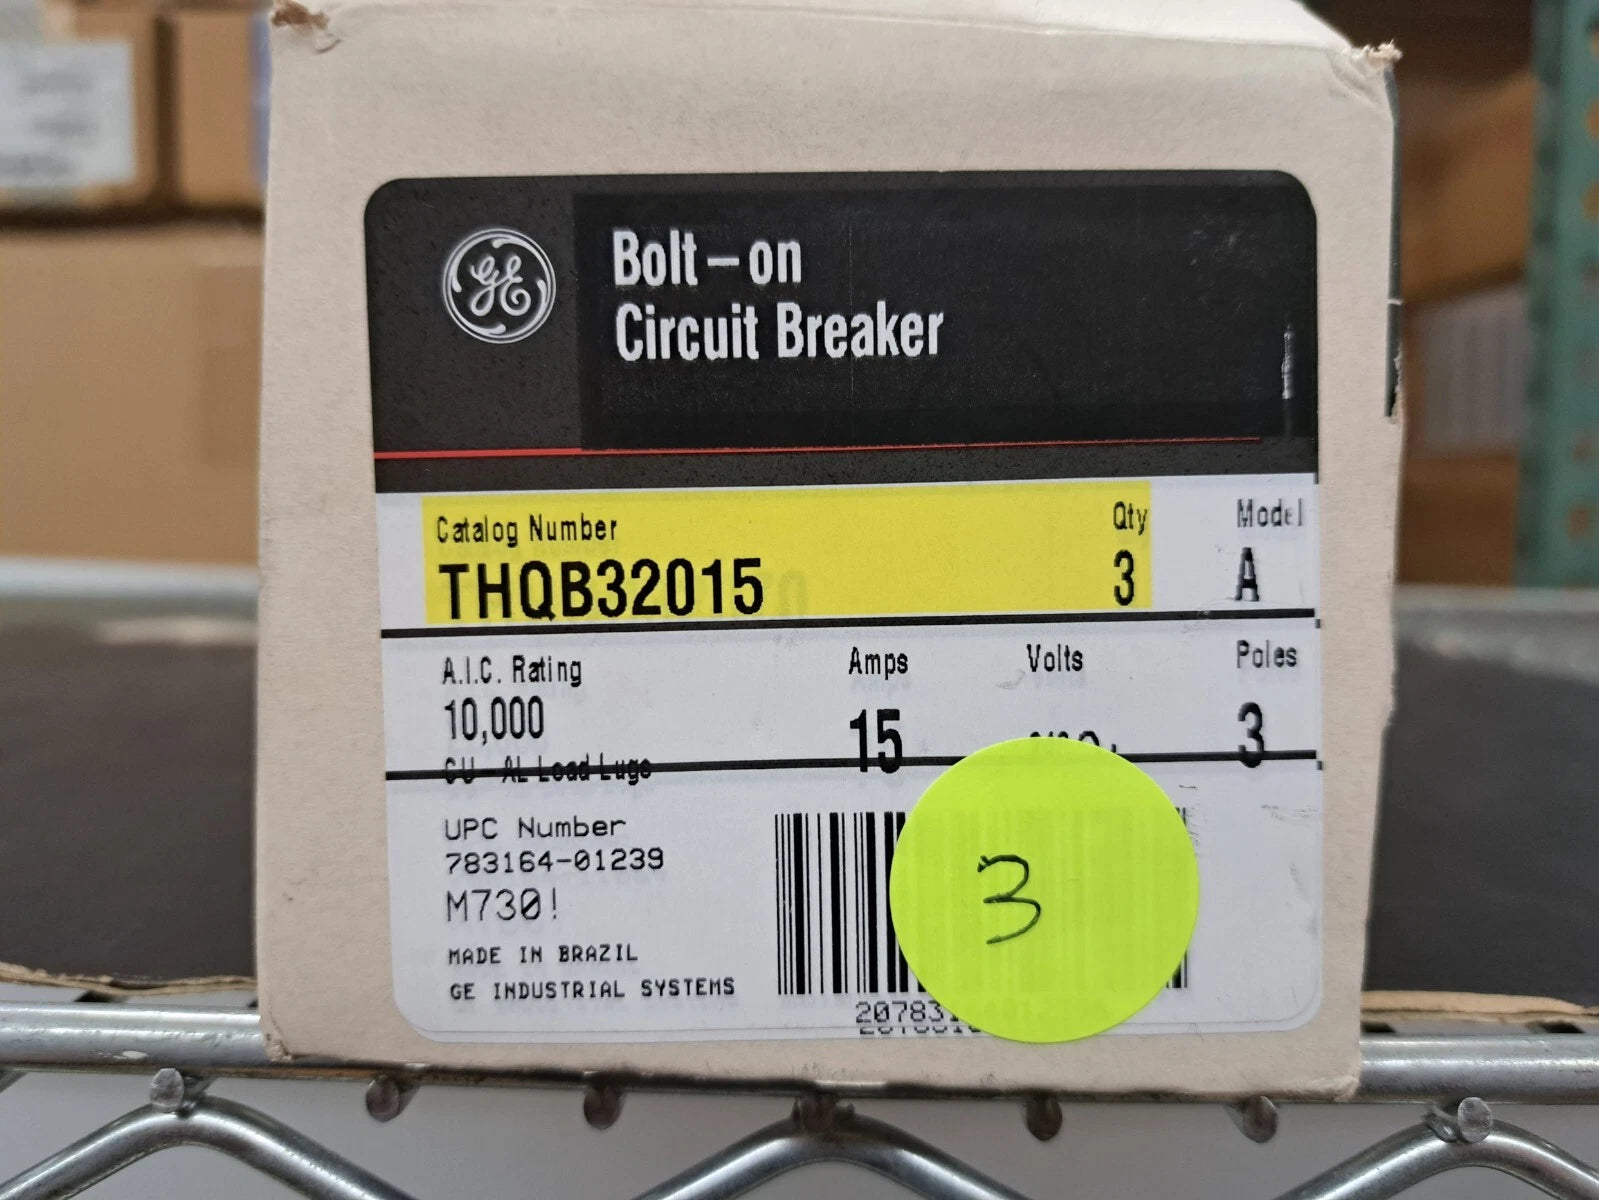 GE
Bolt-on
Circuit Breaker
Catalog Number Qty Model
THQB32015 3 A
A.I.C. Rating Amps Volts Poles
10,000 15 3
CU-AL Load Lugs
UPC Number
783164-01239
M730!
MADE IN BRAZIL
GE INDUSTRIAL SYSTEMS
3